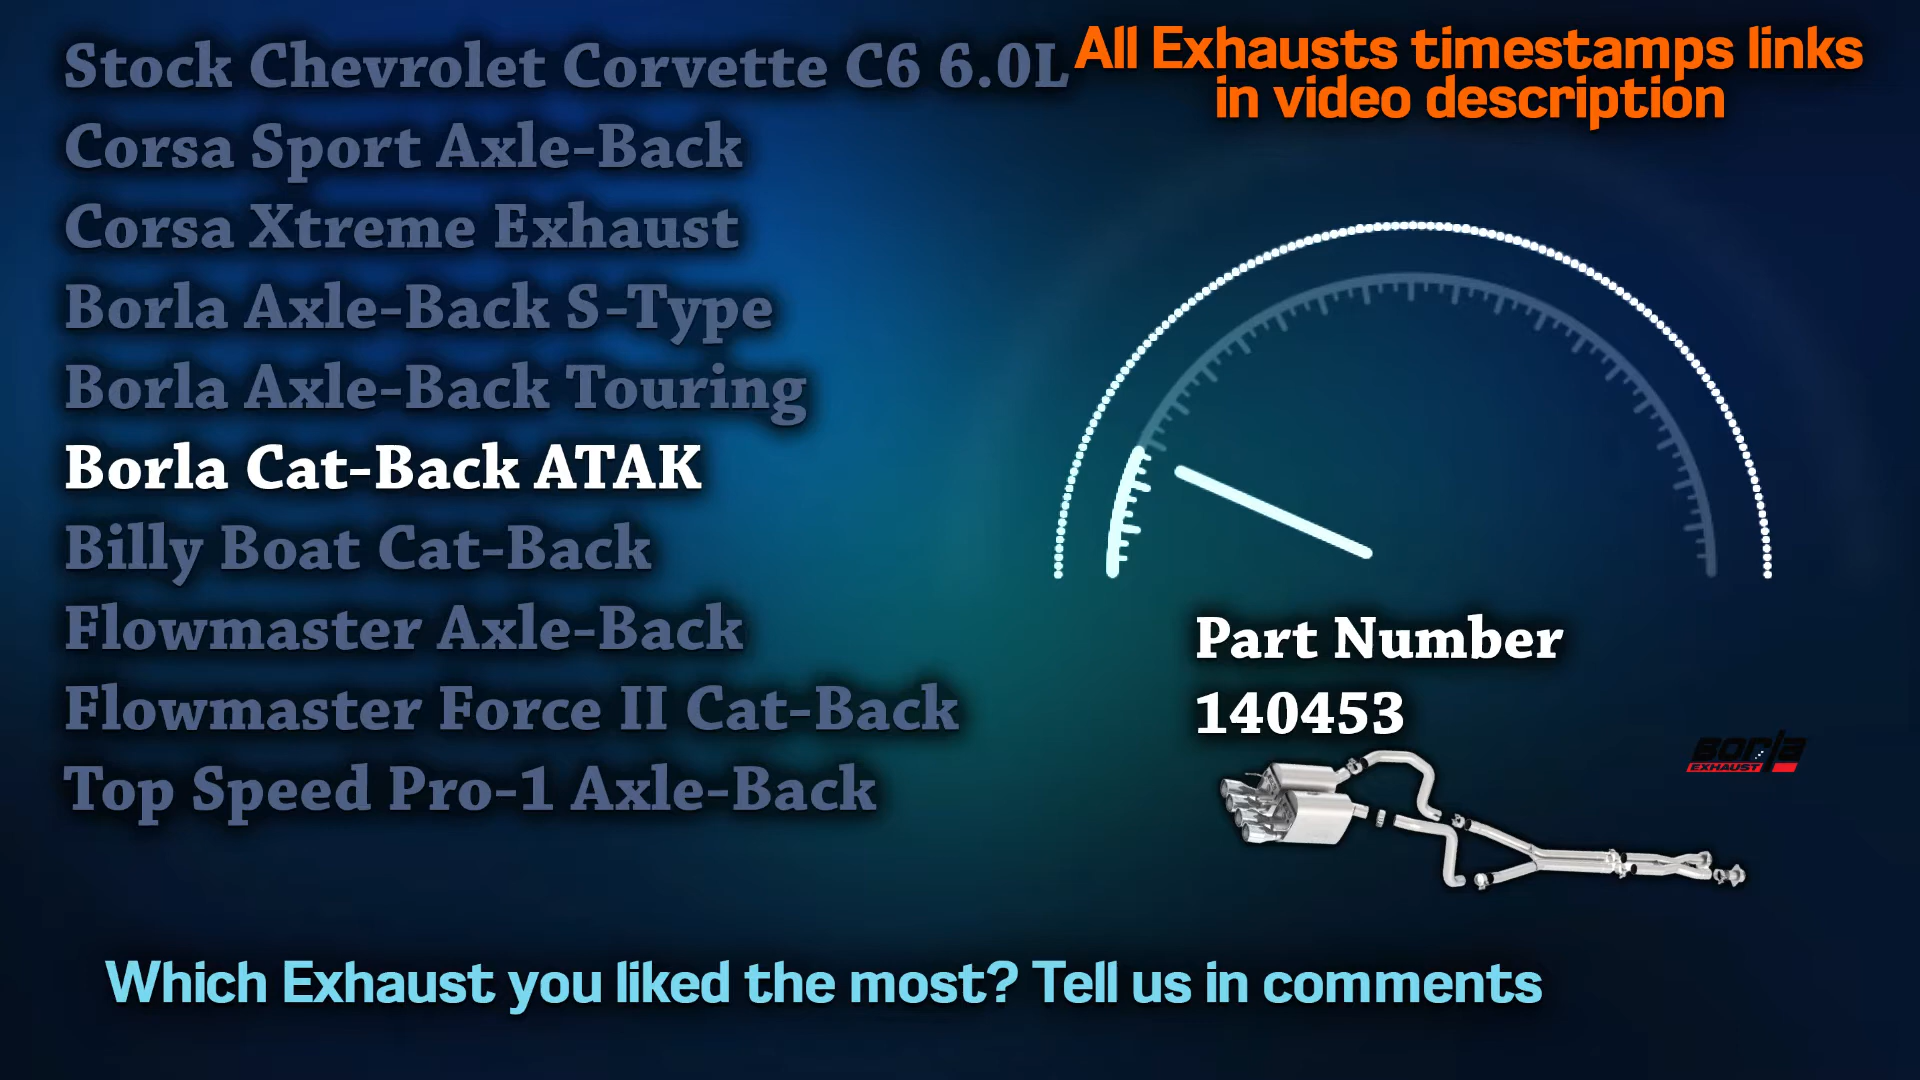 Stock Chevrolet Corvette C6 6.0L
All Exhausts timestamps links
in video description
Corsa Sport Axle-Back
Corsa Xtreme Exhaust
Borla Axle-Back S-Type
Borla Axle-Back Touring
Borla Cat-Back ATAK
Billy Boat Cat-Back
Flowmaster Axle-Back
Flowmaster Force II Cat-Back
Top Speed Pro-1 Axle-Back
Part Number
140453
Borla
EXHAUST
Which Exhaust you liked the most? Tell us in comments